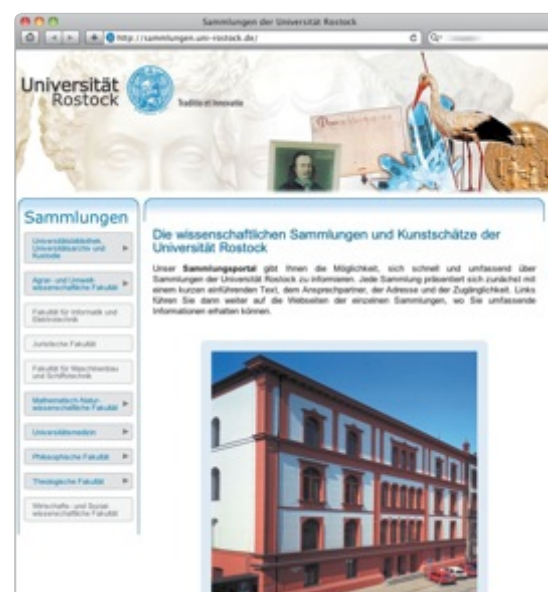 Sammlungen der Universität Rostock
http://sammlungen.uni-rostock.de/
Universität
Rostock
Traditio et Innovatio
Sammlungen
Universitätsbibliothek,
Universitätsarchiv und
Kustodie
Agrar- und Umwelt-
wissenschaftliche Fakultät
Fakultät für Informatik und
Elektrotechnik
Juristische Fakultät
Fakultät für Maschinenbau
und Schiffstechnik
Mathematisch-Natur-
wissenschaftliche Fakultät
Universitätsmedizin
Philosophische Fakultät
Theologische Fakultät
Wirtschafts- und Sozial-
wissenschaftliche Fakultät
Die wissenschaftlichen Sammlungen und Kunstschätze der
Universität Rostock
Unser Sammlungsportal gibt Ihnen die Möglichkeit, sich schnell und umfassend über
Sammlungen der Universität Rostock zu informieren. Jede Sammlung präsentiert sich zunächst mit
einem kurzen einführenden Text, dem Ansprechpartner, der Adresse und der Zugänglichkeit. Links
führen Sie dann weiter auf die Webseiten der einzelnen Sammlungen, wo Sie umfassende
Informationen erhalten können.